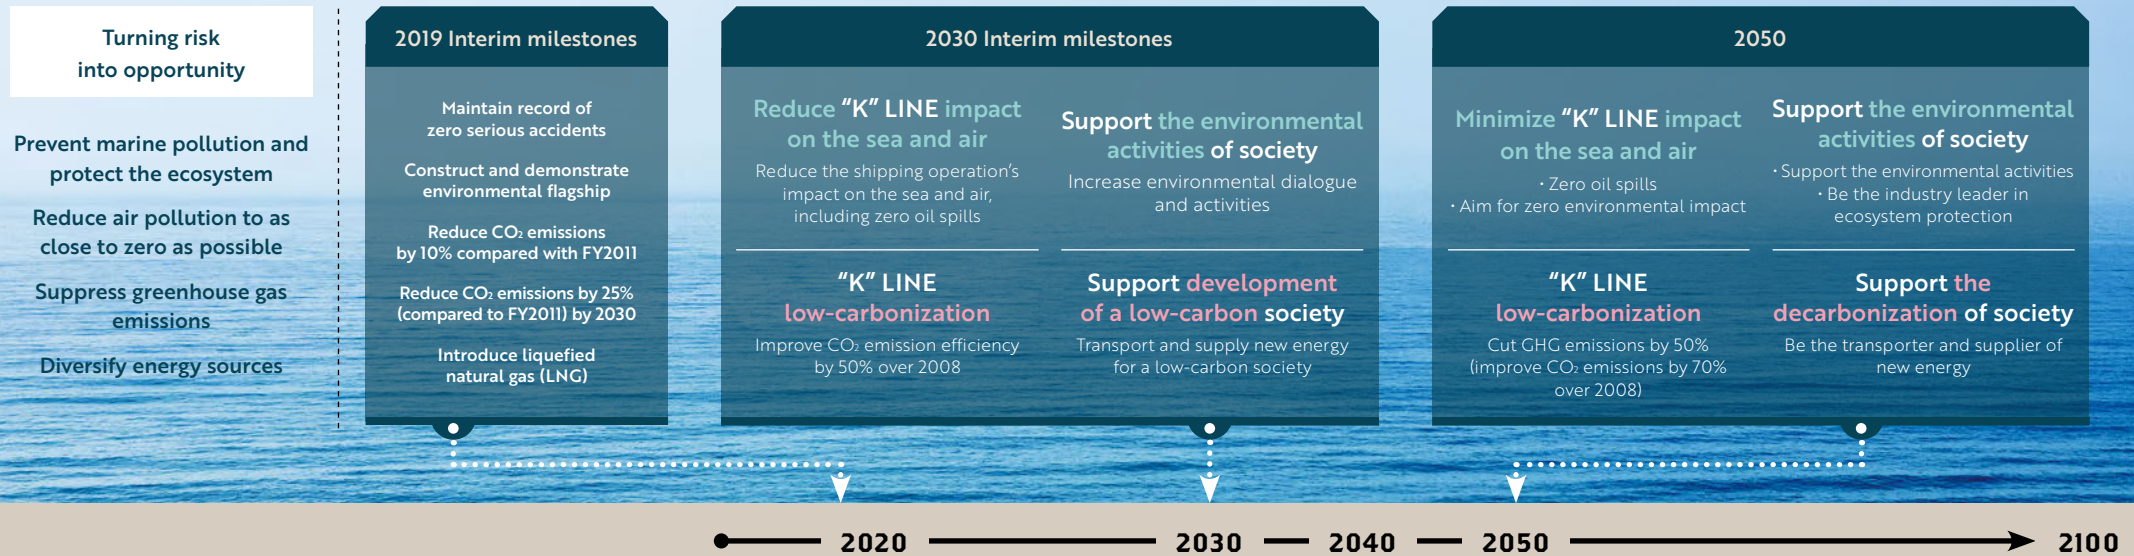 Turning risk
into opportunity
Prevent marine pollution and
protect the ecosystem
Reduce air pollution to as
close to zero as possible
Suppress greenhouse gas
emissions
Diversify energy sources
2019 Interim milestones
Maintain record of
zero serious accidents
Construct and demonstrate
environmental flagship
Reduce CO₂ emissions
by 10% compared with FY2011
Reduce CO₂ emissions by 25%
(compared to FY2011) by 2030
Introduce liquefied
natural gas (LNG)
2030 Interim milestones
Reduce “K” LINE impact
on the sea and air
Reduce the shipping operation’s
impact on the sea and air,
including zero oil spills
Support the environmental
activities of society
Increase environmental dialogue
and activities
“K” LINE
low-carbonization
Improve CO₂ emission efficiency
by 50% over 2008
Support development
of a low-carbon society
Transport and supply new energy
for a low-carbon society
2050
Minimize “K” LINE impact
on the sea and air
・Zero oil spills
・Aim for zero environmental impact
Support the environmental
activities of society
・Support the environmental activities
・Be the industry leader in
ecosystem protection
“K” LINE
low-carbonization
Cut GHG emissions by 50%
(improve CO₂ emissions by 70%
over 2008)
Support the
decarbonization of society
Be the transporter and supplier of
new energy
2020
2030
2040
2050
2100